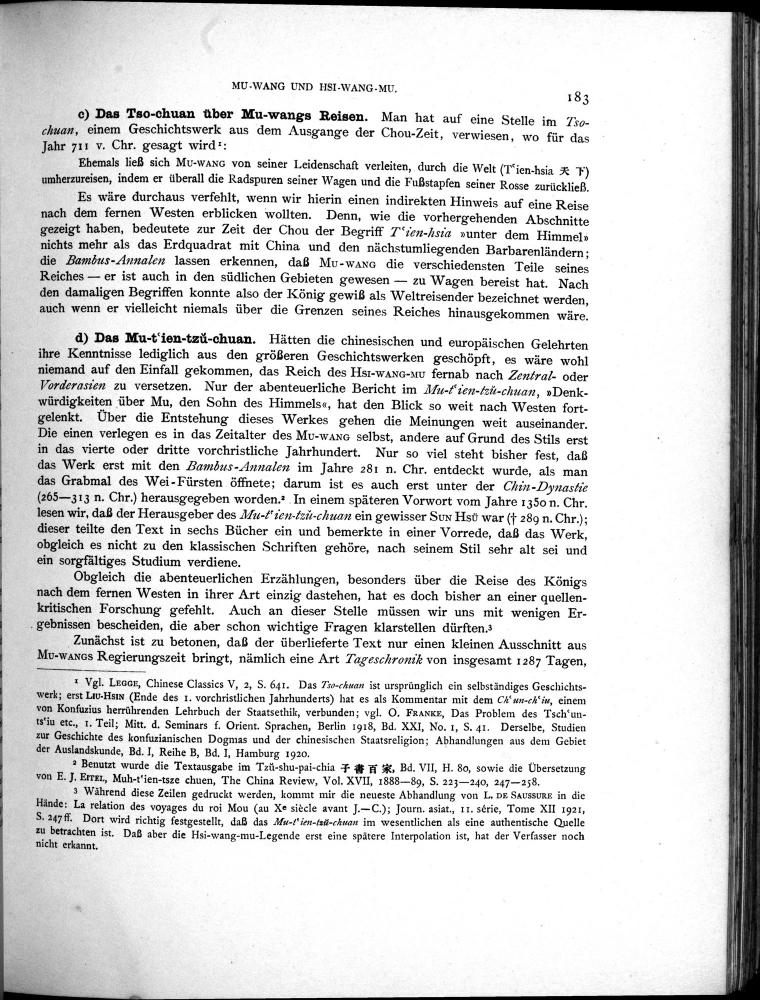 MU-WANG UND HSI-WANG-MU.
183
c) Das Tso-chuan über Mu-wangs Reisen. Man hat auf eine Stelle im Tso-
chuan, einem Geschichtswerk aus dem Ausgange der Chou-Zeit, verwiesen, wo für das
Jahr 711 v. Chr. gesagt wird¹:
Ehemals ließ sich MU-WANG von seiner Leidenschaft verleiten, durch die Welt (Tʿien-hsia 天 下)
umherzureisen, indem er überall die Radspuren seiner Wagen und die Fußstapfen seiner Rosse zurückließ.
Es wäre durchaus verfehlt, wenn wir hierin einen indirekten Hinweis auf eine Reise
nach dem fernen Westen erblicken wollten. Denn, wie die vorhergehenden Abschnitte
gezeigt haben, bedeutete zur Zeit der Chou der Begriff Tʿien-hsia »unter dem Himmel»
nichts mehr als das Erdquadrat mit China und den nächstumliegenden Barbarenländern;
die Bambus-Annalen lassen erkennen, daß MU-WANG die verschiedensten Teile seines
Reiches — er ist auch in den südlichen Gebieten gewesen — zu Wagen bereist hat. Nach
den damaligen Begriffen konnte also der König gewiß als Weltreisender bezeichnet werden,
auch wenn er vielleicht niemals über die Grenzen seines Reiches hinausgekommen wäre.
d) Das Mu-tʿien-tzŭ-chuan. Hätten die chinesischen und europäischen Gelehrten
ihre Kenntnisse lediglich aus den größeren Geschichtswerken geschöpft, es wäre wohl
niemand auf den Einfall gekommen, das Reich des HSI-WANG-MU fernab nach Zentral- oder
Vorderasien zu versetzen. Nur der abenteuerliche Bericht im Mu-tʿien-tzŭ-chuan, »Denk-
würdigkeiten über Mu, den Sohn des Himmels«, hat den Blick so weit nach Westen fort-
gelenkt. Über die Entstehung dieses Werkes gehen die Meinungen weit auseinander.
Die einen verlegen es in das Zeitalter des MU-WANG selbst, andere auf Grund des Stils erst
in das vierte oder dritte vorchristliche Jahrhundert. Nur so viel steht bisher fest, daß
das Werk erst mit den Bambus-Annalen im Jahre 281 n. Chr. entdeckt wurde, als man
das Grabmal des Wei-Fürsten öffnete; darum ist es auch erst unter der Chin-Dynastie
(265—313 n. Chr.) herausgegeben worden.² In einem späteren Vorwort vom Jahre 1350 n. Chr.
lesen wir, daß der Herausgeber des Mu-tʿien-tzŭ-chuan ein gewisser SUN HSÜ war († 289 n. Chr.);
dieser teilte den Text in sechs Bücher ein und bemerkte in einer Vorrede, daß das Werk,
obgleich es nicht zu den klassischen Schriften gehöre, nach seinem Stil sehr alt sei und
ein sorgfältiges Studium verdiene.
Obgleich die abenteuerlichen Erzählungen, besonders über die Reise des Königs
nach dem fernen Westen in ihrer Art einzig dastehen, hat es doch bisher an einer quellen-
kritischen Forschung gefehlt. Auch an dieser Stelle müssen wir uns mit wenigen Er-
gebnissen bescheiden, die aber schon wichtige Fragen klarstellen dürften.³
Zunächst ist zu betonen, daß der überlieferte Text nur einen kleinen Ausschnitt aus
MU-WANGS Regierungszeit bringt, nämlich eine Art Tageschronik von insgesamt 1287 Tagen,
¹ Vgl. LEGGE, Chinese Classics V, 2, S. 641. Das Tso-chuan ist ursprünglich ein selbständiges Geschichts-
werk; erst LIU-HSIN (Ende des 1. vorchristlichen Jahrhunderts) hat es als Kommentar mit dem Chʿun-chʿiu, einem
von Konfuzius herrührenden Lehrbuch der Staatsethik, verbunden; vgl. O. FRANKE, Das Problem des Tschʿun-
tsʿiu etc., 1. Teil; Mitt. d. Seminars f. Orient. Sprachen, Berlin 1918, Bd. XXI, No. 1, S. 41. Derselbe, Studien
zur Geschichte des konfuzianischen Dogmas und der chinesischen Staatsreligion; Abhandlungen aus dem Gebiet
der Auslandskunde, Bd. I, Reihe B, Bd. I, Hamburg 1920.
² Benutzt wurde die Textausgabe im Tzŭ-shu-pai-chia 子 書 百 家, Bd. VII, H. 80, sowie die Übersetzung
von E. J. EITEL, Muh-tʿien-tsze chuen, The China Review, Vol. XVII, 1888—89, S. 223—240, 247—258.
³ Während diese Zeilen gedruckt werden, kommt mir die neueste Abhandlung von L. DE SAUSSURE in die
Hände: La relation des voyages du roi Mou (au Xe siècle avant J.—C.); Journ. asiat., 11. série, Tome XII 1921,
S. 247 ff. Dort wird richtig festgestellt, daß das Mu-tʿien-tzŭ-chuan im wesentlichen als eine authentische Quelle
zu betrachten ist. Daß aber die Hsi-wang-mu-Legende erst eine spätere Interpolation ist, hat der Verfasser noch
nicht erkannt.